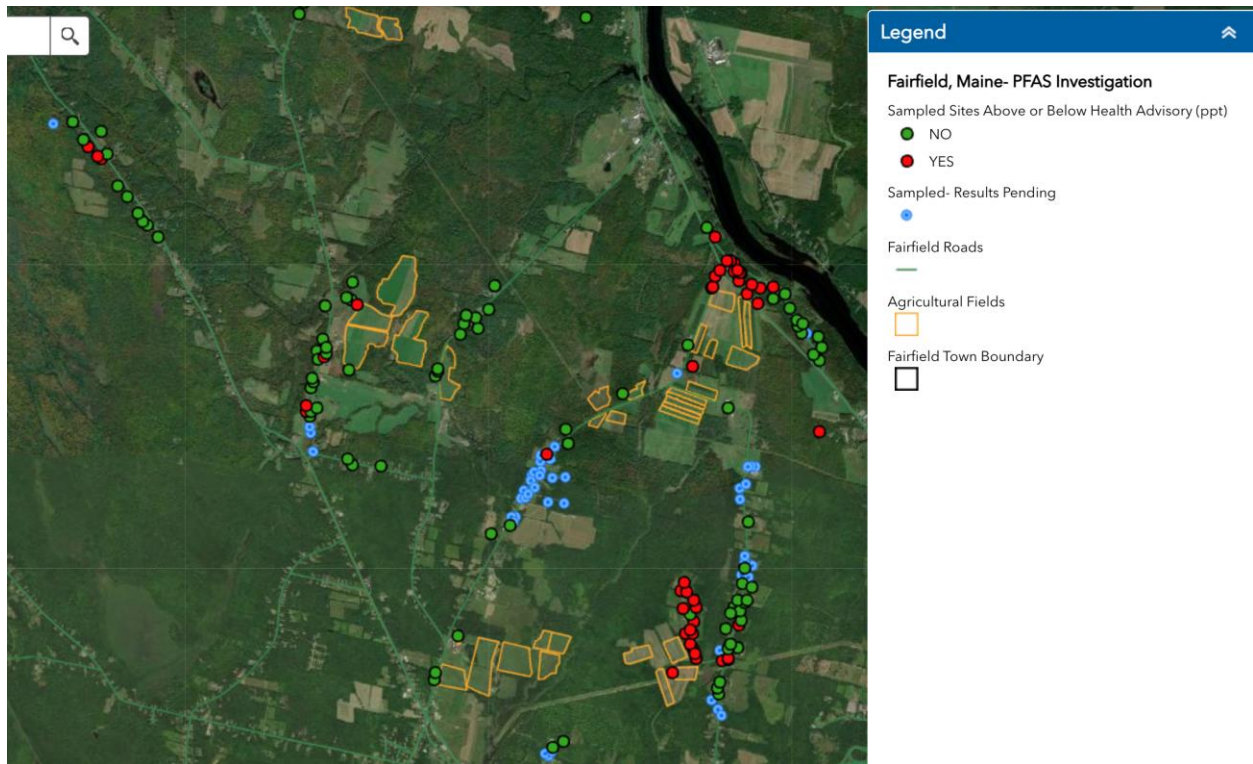 Legend
Fairfield, Maine- PFAS Investigation
Sampled Sites Above or Below Health Advisory (ppt)
NO
YES
Sampled- Results Pending
Fairfield Roads
Agricultural Fields
Fairfield Town Boundary